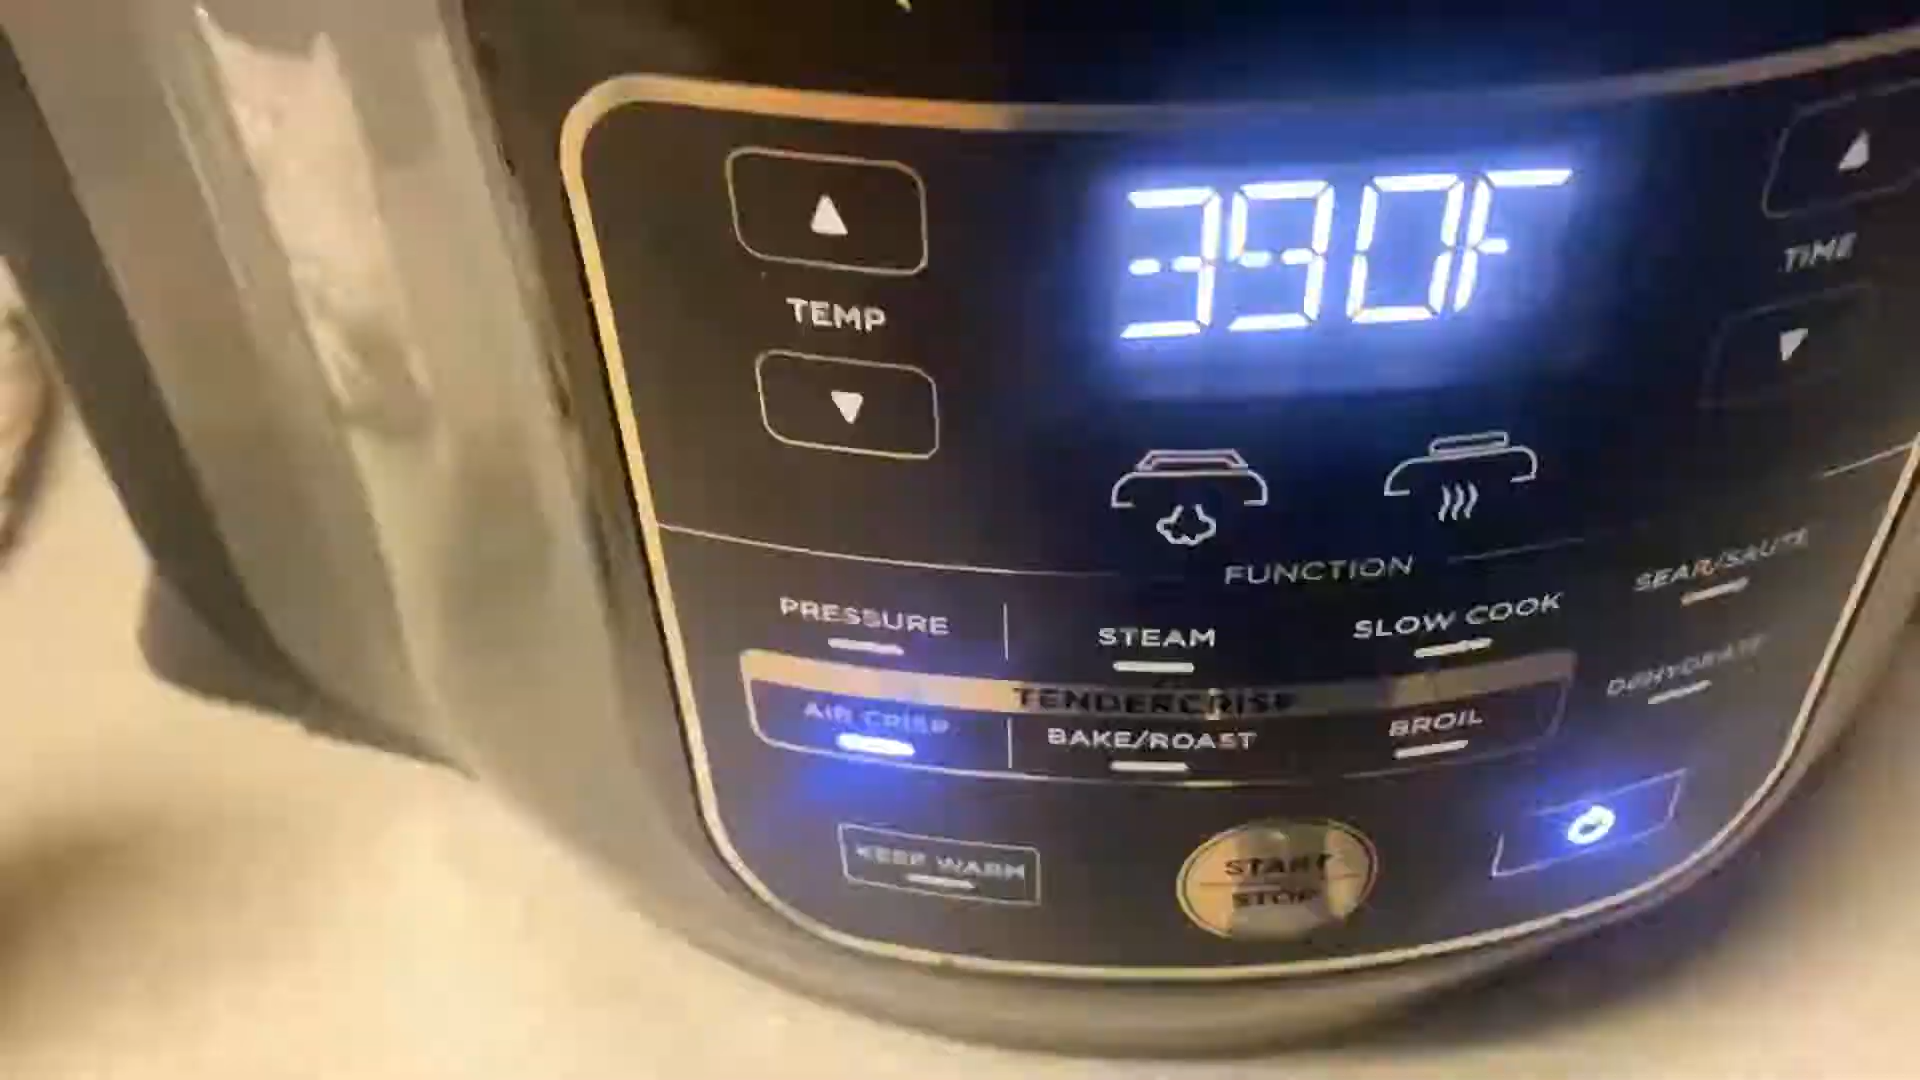 390F
TEMP
TIME
FUNCTION
PRESSURE
STEAM
SLOW COOK
SEAR/SAUTE
TENDERCRISP
AIR CRISP
BAKE/ROAST
BROIL
DEHYDRATE
KEEP WARM
START
STOP